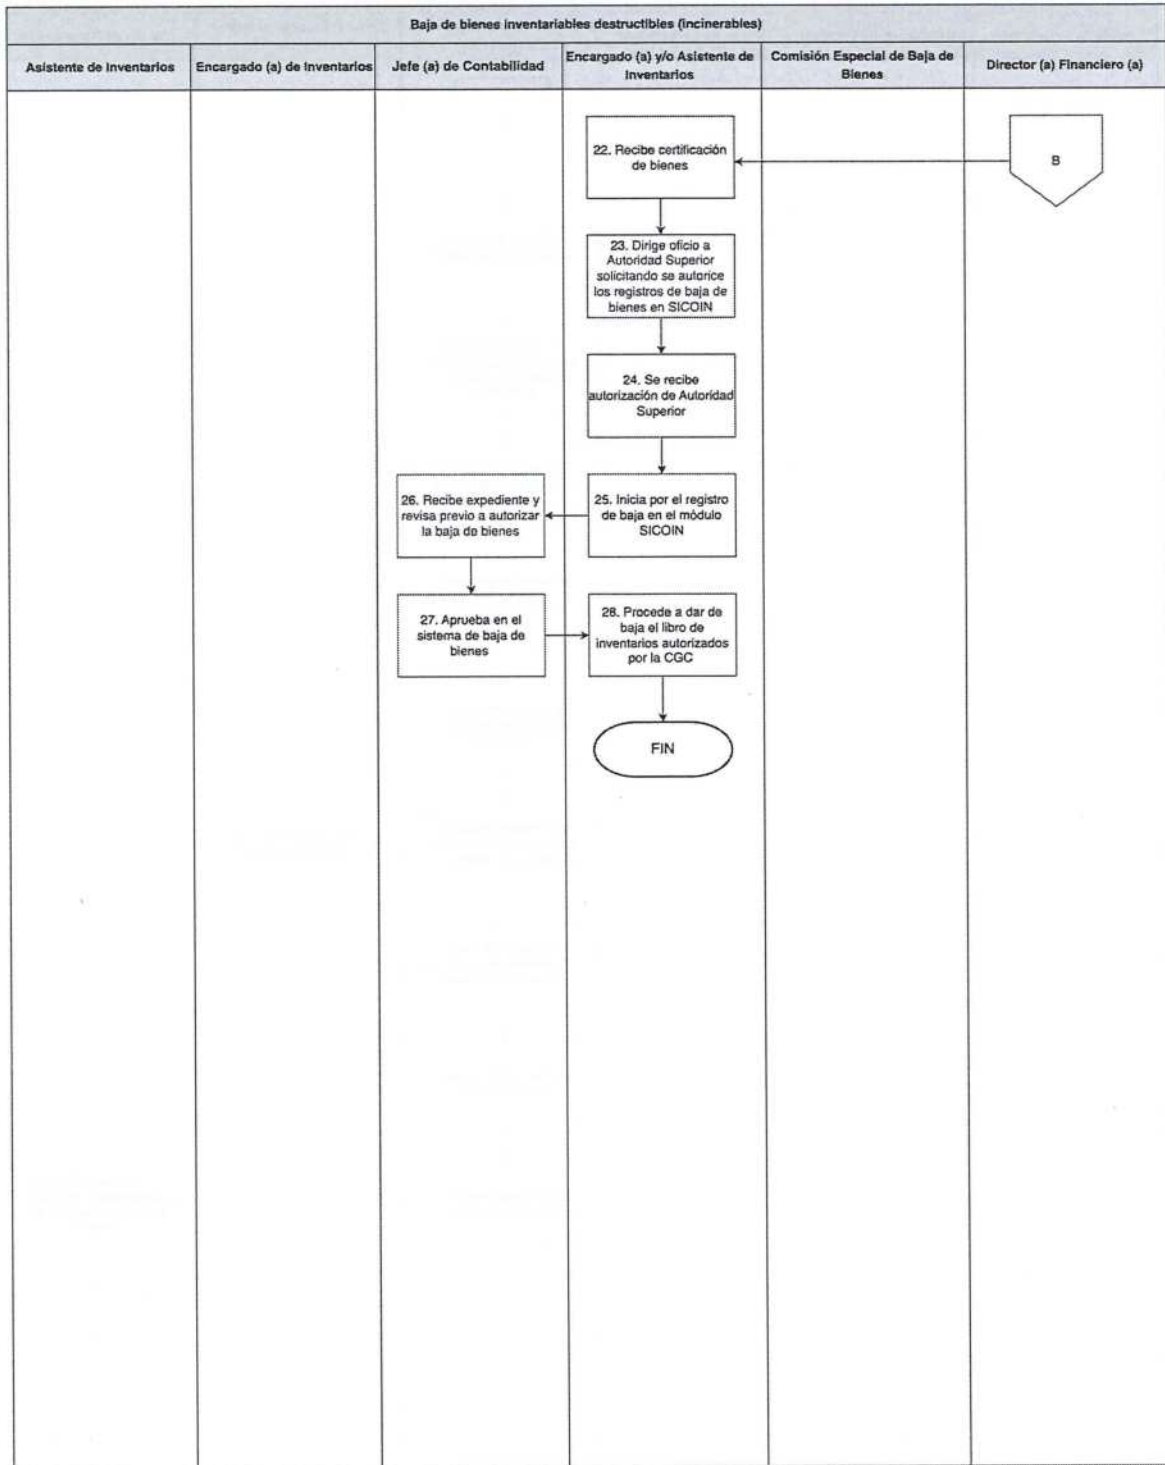 Baja de bienes inventariables destructibles (incinerables)
Asistente de Inventarios
Encargado (a) de Inventarios
Jefe (a) de Contabilidad
Encargado (a) y/o Asistente de
Inventarios
Comisión Especial de Baja de
Bienes
Director (a) Financiero (a)
22. Recibe certificación
de bienes
B
23. Dirige oficio a
Autoridad Superior
solicitando se autorice
los registros de baja de
bienes en SICOIN
24. Se recibe
autorización de Autoridad
Superior
26. Recibe expediente y
revisa previo a autorizar
la baja de bienes
25. Inicia por el registro
de baja en el módulo
SICOIN
27. Aprueba en el
sistema de baja de
bienes
28. Procede a dar de
baja el libro de
inventarios autorizados
por la CGC
FIN